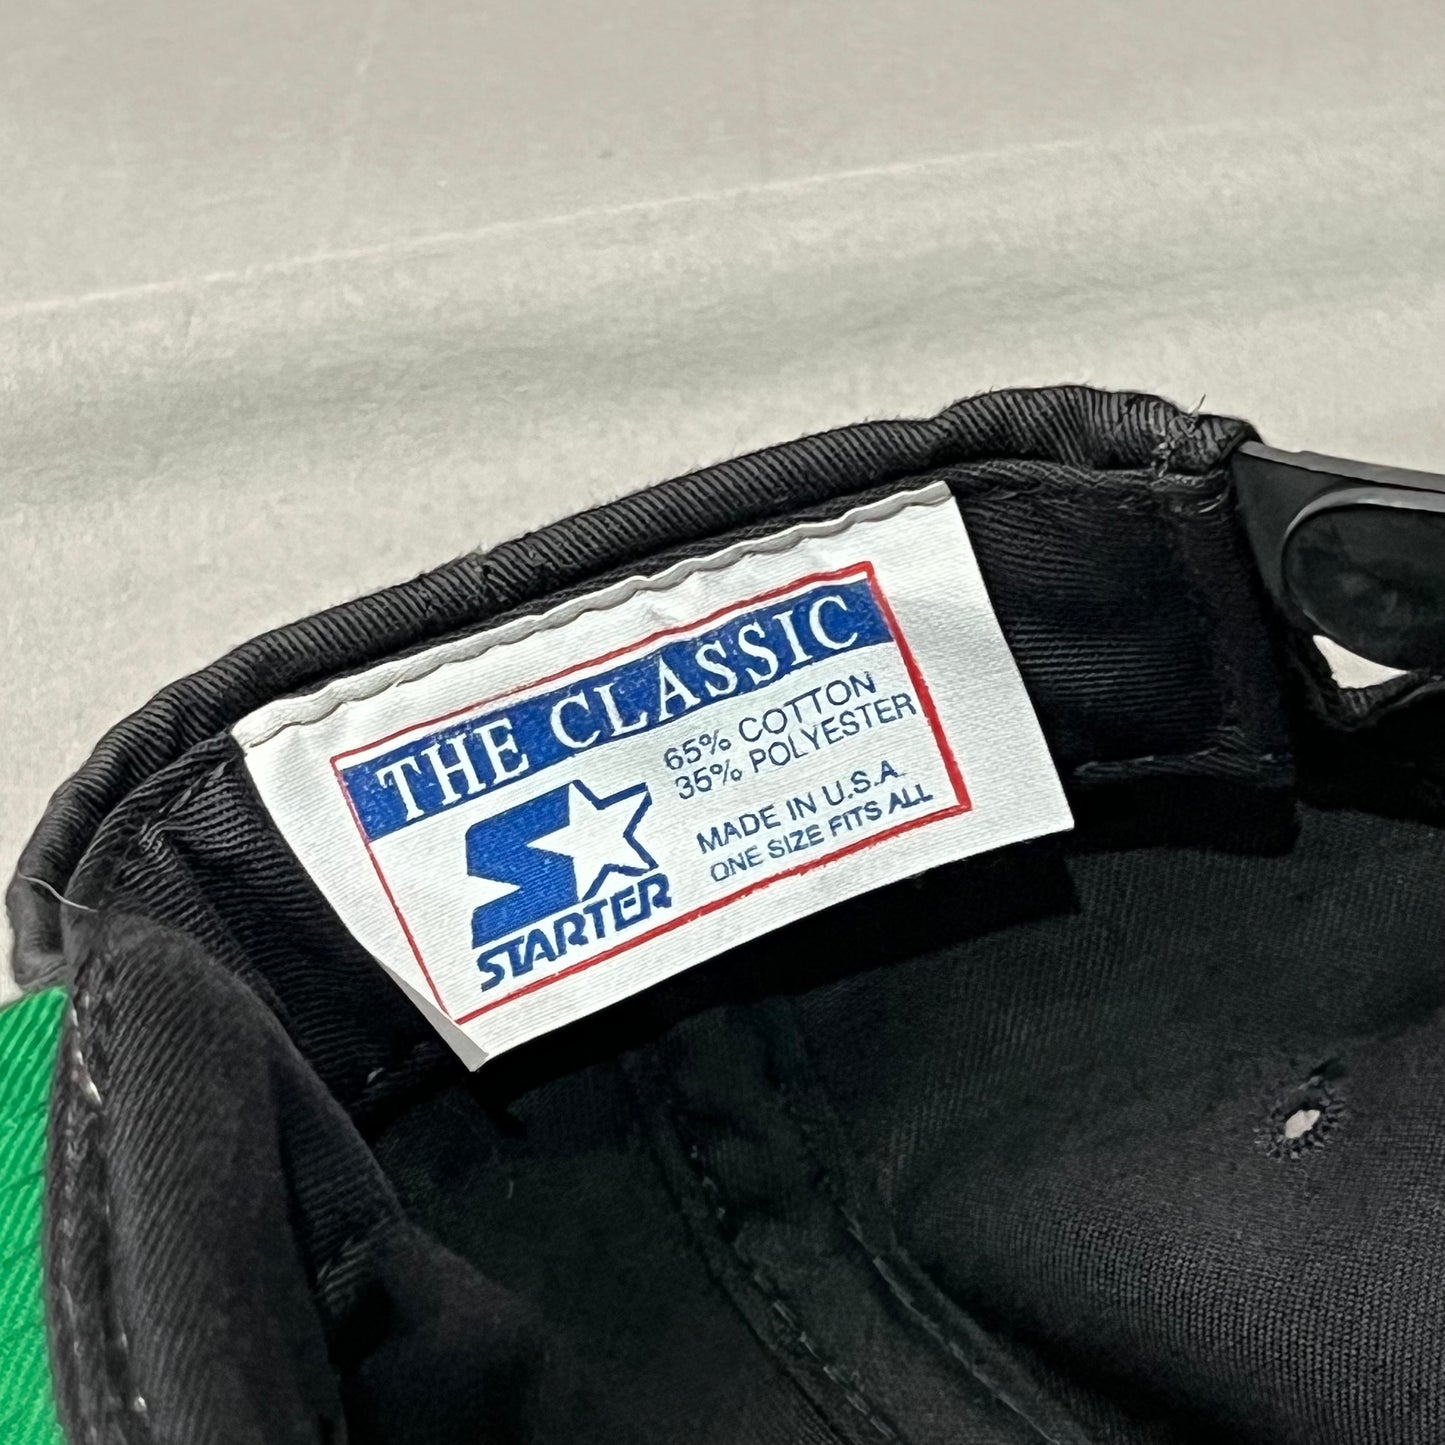 THE CLASSIC
65% COTTON
35% POLYESTER
MADE IN U.S.A.
ONE SIZE FITS ALL
STARTER